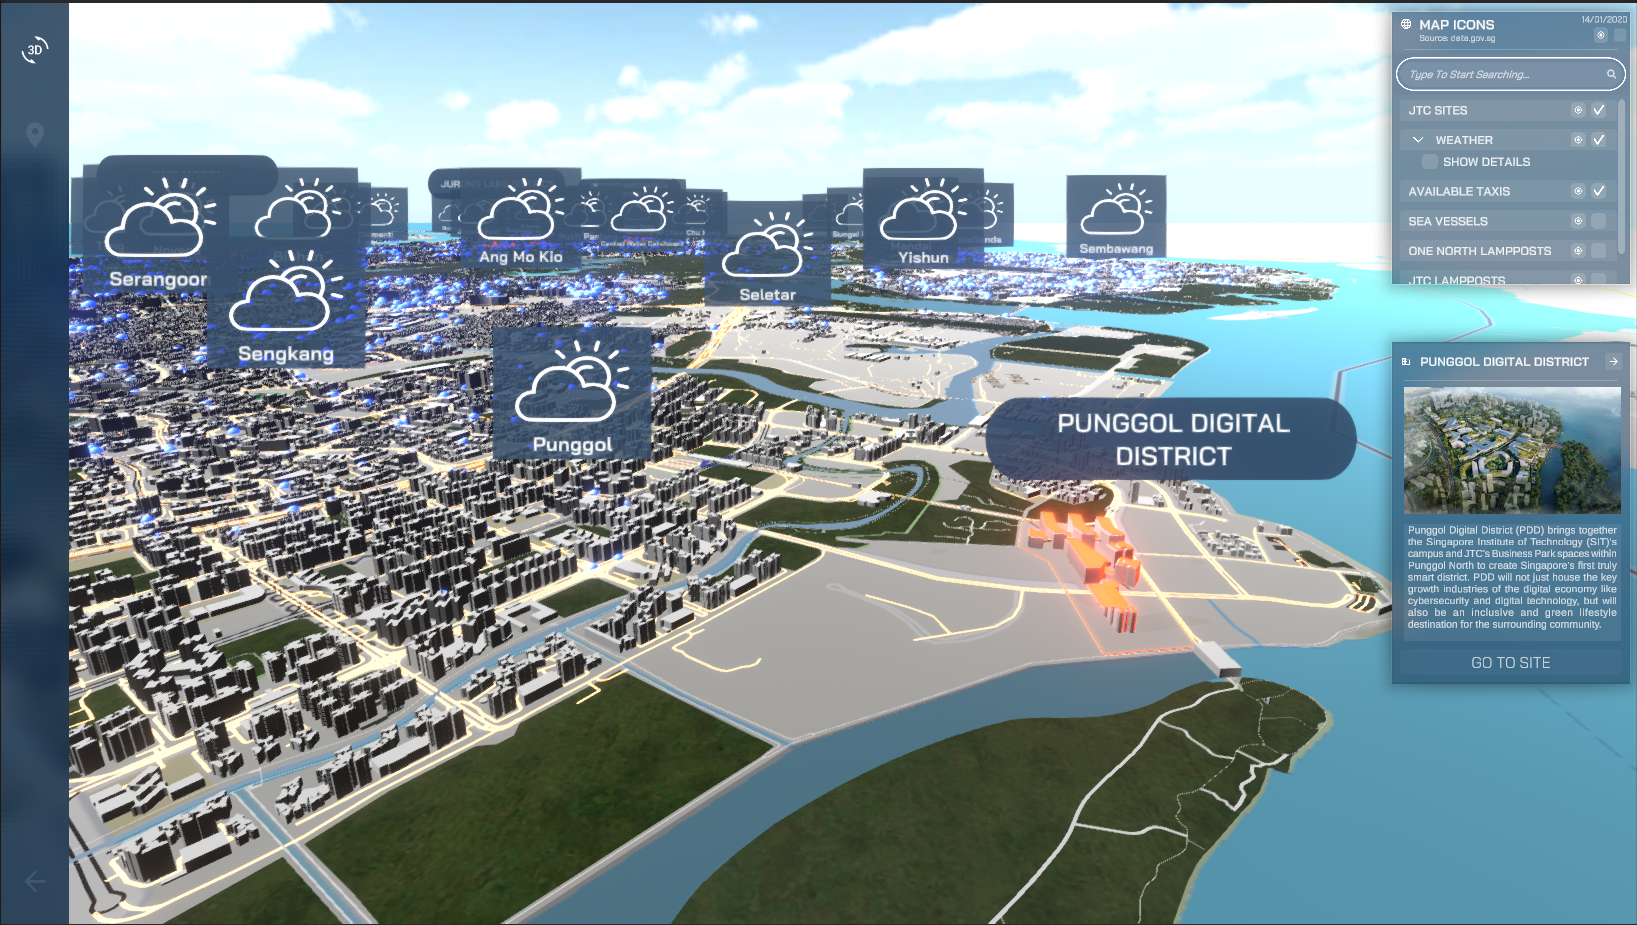 3D
MAP ICONS
14/01/2020
Source: data.gov.sg
Type To Start Searching...
JTC SITES
WEATHER
SHOW DETAILS
AVAILABLE TAXIS
SEA VESSELS
ONE NORTH LAMPPOSTS
JTC LAMPPOSTS
Serangoon
Sengkang
Ang Mo Kio
Punggol
Seletar
Yishun
Sembawang
PUNGGOL DIGITAL
DISTRICT
PUNGGOL DIGITAL DISTRICT
Punggol Digital District (PDD) brings together
the Singapore Institute of Technology (SIT)'s
campus and JTC's Business Park spaces within
Punggol North to create Singapore's first truly
smart district. PDD will not just house the key
growth industries of the digital economy like
cybersecurity and digital technology, but will
also be an inclusive and green lifestyle
destination for the surrounding community.
GO TO SITE